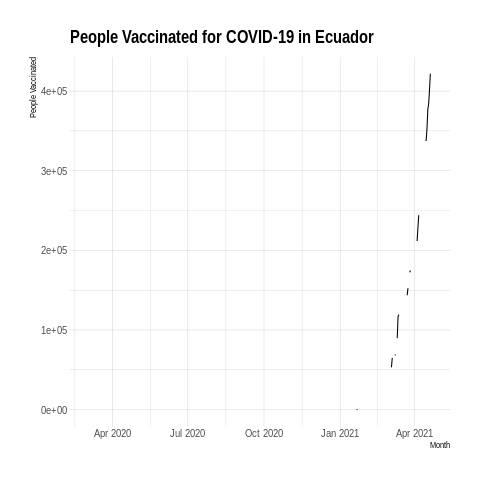 People Vaccinated for COVID-19 in Ecuador
People Vaccinated
4e+05
3e+05
2e+05
1e+05
0e+00
Apr 2020 Jul 2020 Oct 2020 Jan 2021 Apr 2021
Month